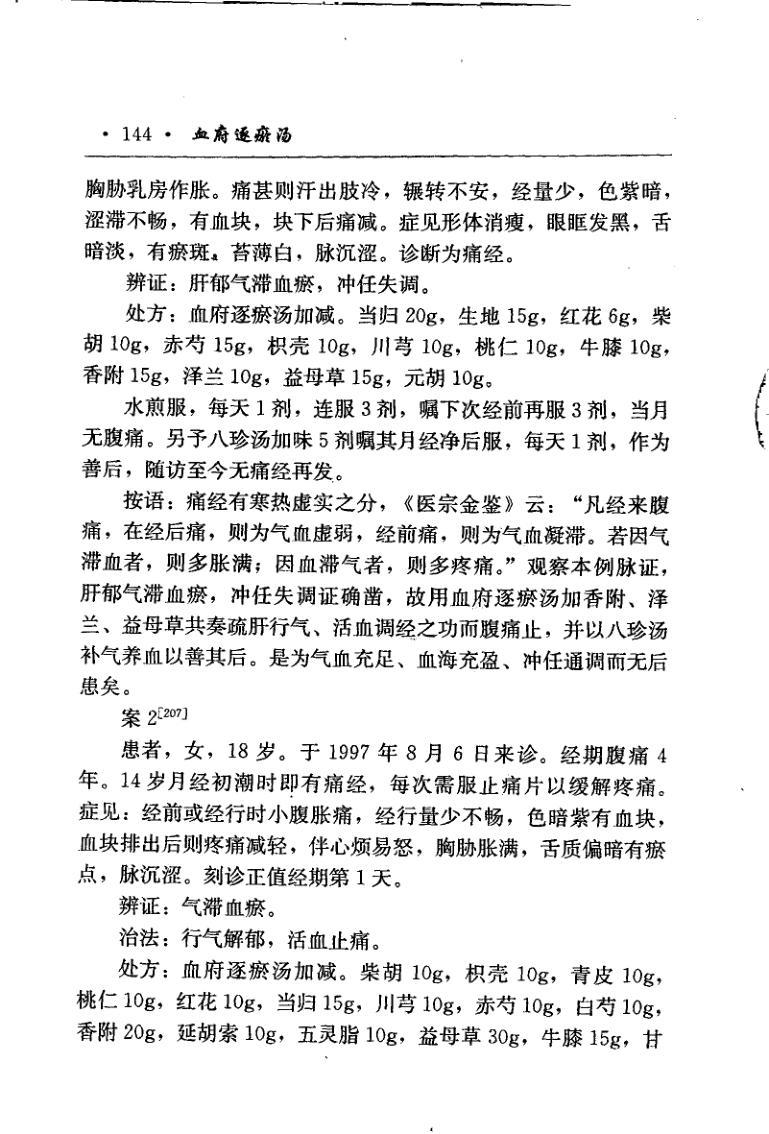 · 144 · 血府逐瘀汤
胸胁乳房作胀。痛甚则汗出肢冷，辗转不安，经量少，色紫暗，
涩滞不畅，有血块，块下后痛减。症见形体消瘦，眼眶发黑，舌
暗淡，有瘀斑。苔薄白，脉沉涩。诊断为痛经。
辨证：肝郁气滞血瘀，冲任失调。
处方：血府逐瘀汤加减。当归 20g，生地 15g，红花 6g，柴
胡 10g，赤芍 15g，枳壳 10g，川芎 10g，桃仁 10g，牛膝 10g，
香附 15g，泽兰 10g，益母草 15g，元胡 10g。
水煎服，每天 1 剂，连服 3 剂，嘱下次经前再服 3 剂，当月
无腹痛。另予八珍汤加味 5 剂嘱其月经净后服，每天 1 剂，作为
善后，随访至今无痛经再发。
按语：痛经有寒热虚实之分，《医宗金鉴》云：“凡经来腹
痛，在经后痛，则为气血虚弱，经前痛，则为气血凝滞。若因气
滞血者，则多胀满；因血滞气者，则多疼痛。”观察本例脉证，
肝郁气滞血瘀，冲任失调证确凿，故用血府逐瘀汤加香附、泽
兰、益母草共奏疏肝行气、活血调经之功而腹痛止，并以八珍汤
补气养血以善其后。是为气血充足、血海充盈、冲任通调而无后
患矣。
案 2[207]
患者，女，18 岁。于 1997 年 8 月 6 日来诊。经期腹痛 4
年。14 岁月经初潮时即有痛经，每次需服止痛片以缓解疼痛。
症见：经前或经行时小腹胀痛，经行量少不畅，色暗紫有血块，
血块排出后则疼痛减轻，伴心烦易怒，胸胁胀满，舌质偏暗有瘀
点，脉沉涩。刻诊正值经期第 1 天。
辨证：气滞血瘀。
治法：行气解郁，活血止痛。
处方：血府逐瘀汤加减。柴胡 10g，枳壳 10g，青皮 10g，
桃仁 10g，红花 10g，当归 15g，川芎 10g，赤芍 10g，白芍 10g，
香附 20g，延胡索 10g，五灵脂 10g，益母草 30g，牛膝 15g，甘